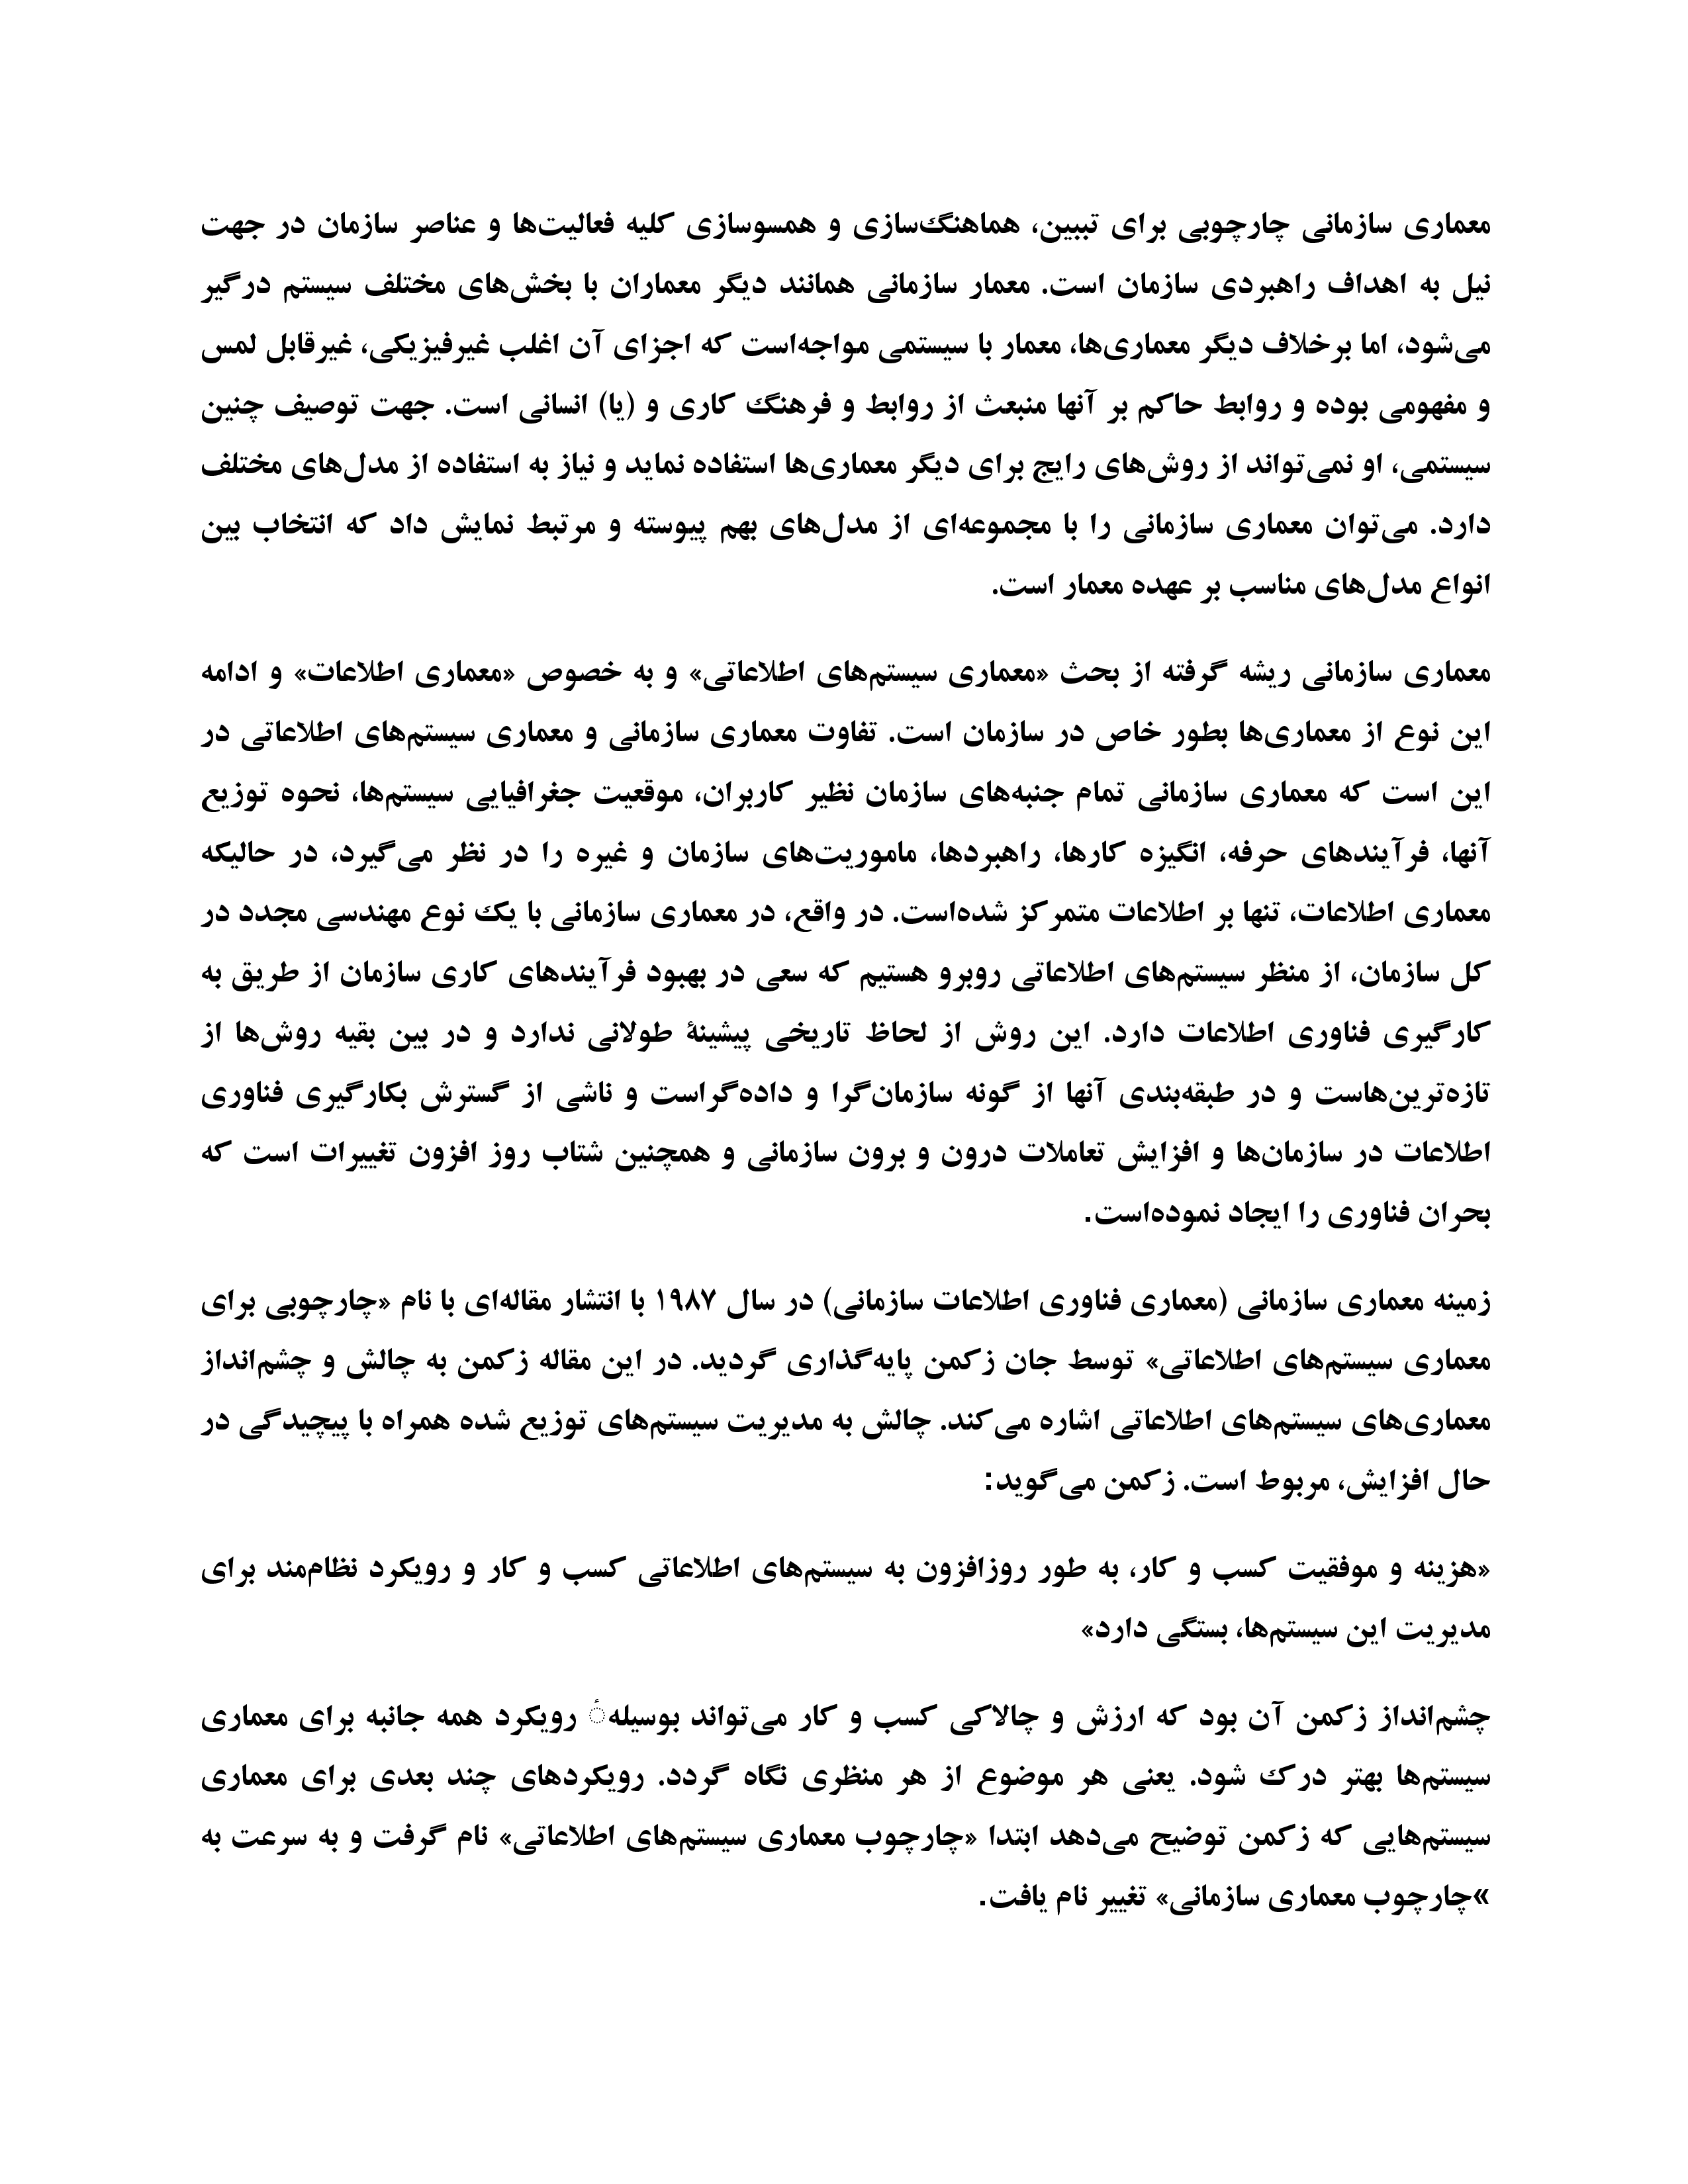 معماری سازمانی چارچوبی برای تببین، هماهنگ‌سازی و همسوسازی کلیه فعالیت‌ها و عناصر سازمان در جهت
نیل به اهداف راهبردی سازمان است. معمار سازمانی همانند دیگر معماران با بخش‌های مختلف سیستم درگیر
می‌شود، اما برخلاف دیگر معماری‌ها، معمار با سیستمی مواجه‌است که اجزای آن اغلب غیرفیزیکی، غیرقابل لمس
و مفهومی بوده و روابط حاکم بر آنها منبعث از روابط و فرهنگ کاری و (یا) انسانی است. جهت توصیف چنین
سیستمی، او نمی‌تواند از روش‌های رایج برای دیگر معماری‌ها استفاده نماید و نیاز به استفاده از مدل‌های مختلف
دارد. می‌توان معماری سازمانی را با مجموعه‌ای از مدل‌های بهم پیوسته و مرتبط نمایش داد که انتخاب بین
انواع مدل‌های مناسب بر عهده معمار است.
معماری سازمانی ریشه گرفته از بحث «معماری سیستم‌های اطلاعاتی» و به خصوص «معماری اطلاعات» و ادامه
این نوع از معماری‌ها بطور خاص در سازمان است. تفاوت معماری سازمانی و معماری سیستم‌های اطلاعاتی در
این است که معماری سازمانی تمام جنبه‌های سازمان نظیر کاربران، موقعیت جغرافیایی سیستم‌ها، نحوه توزیع
آنها، فرآیندهای حرفه، انگیزه کارها، راهبردها، ماموریت‌های سازمان و غیره را در نظر می‌گیرد، در حالیکه
معماری اطلاعات، تنها بر اطلاعات متمرکز شده‌است. در واقع، در معماری سازمانی با یک نوع مهندسی مجدد در
کل سازمان، از منظر سیستم‌های اطلاعاتی روبرو هستیم که سعی در بهبود فرآیندهای کاری سازمان از طریق به
کارگیری فناوری اطلاعات دارد. این روش از لحاظ تاریخی پیشینهٔ طولانی ندارد و در بین بقیه روش‌ها از
تازه‌ترین‌هاست و در طبقه‌بندی آنها از گونه سازمان‌گرا و داده‌گراست و ناشی از گسترش بکارگیری فناوری
اطلاعات در سازمان‌ها و افزایش تعاملات درون و برون سازمانی و همچنین شتاب روز افزون تغییرات است که
بحران فناوری را ایجاد نموده‌است.
زمینه معماری سازمانی (معماری فناوری اطلاعات سازمانی) در سال ۱۹۸۷ با انتشار مقاله‌ای با نام «چارچوبی برای
معماری سیستم‌های اطلاعاتی» توسط جان زکمن پایه‌گذاری گردید. در این مقاله زکمن به چالش و چشم‌انداز
معماری‌های سیستم‌های اطلاعاتی اشاره می‌کند. چالش به مدیریت سیستم‌های توزیع شده همراه با پیچیدگی در
حال افزایش، مربوط است. زکمن می‌گوید:
«هزینه و موفقیت کسب و کار، به طور روزافزون به سیستم‌های اطلاعاتی کسب و کار و رویکرد نظام‌مند برای
مدیریت این سیستم‌ها، بستگی دارد»
چشم‌انداز زکمن آن بود که ارزش و چالاکی کسب و کار می‌تواند بوسیله‌ٔ رویکرد همه جانبه برای معماری
سیستم‌ها بهتر درک شود. یعنی هر موضوع از هر منظری نگاه گردد. رویکردهای چند بعدی برای معماری
سیستم‌هایی که زکمن توضیح می‌دهد ابتدا «چارچوب معماری سیستم‌های اطلاعاتی» نام گرفت و به سرعت به
»چارچوب معماری سازمانی» تغییر نام یافت.